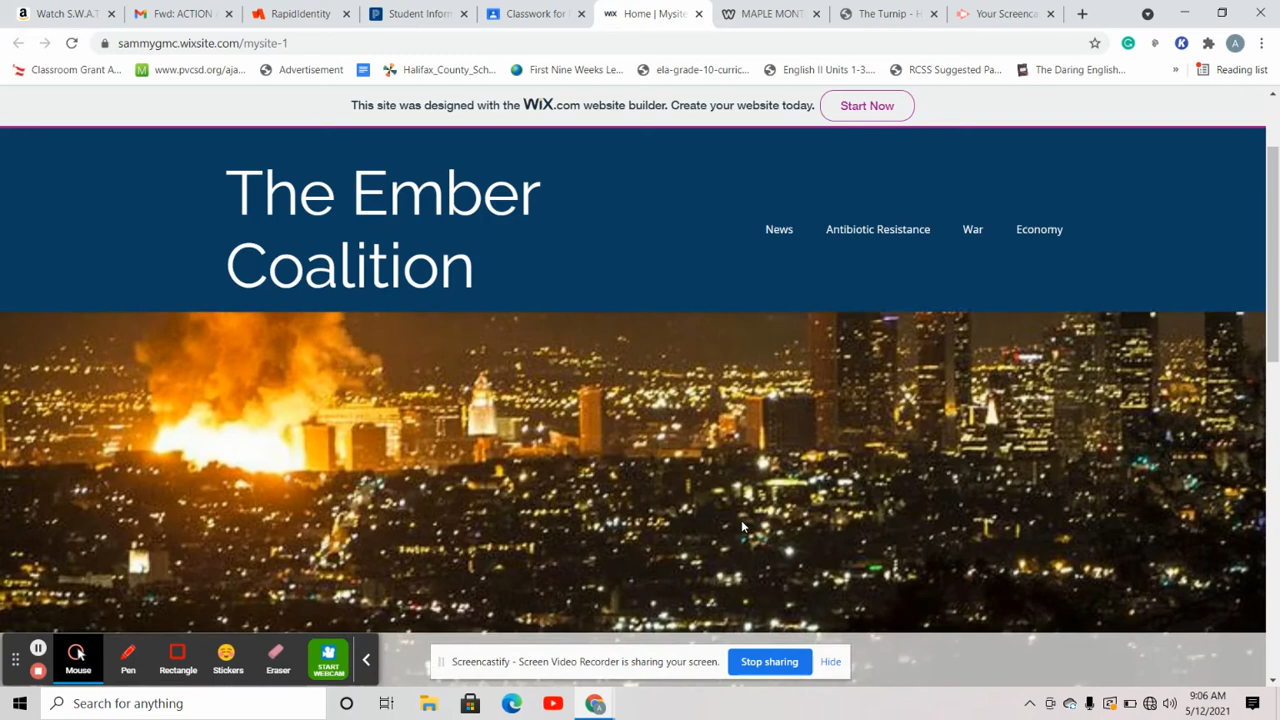 Watch S.W.A.T
Fwd: ACTION
RapidIdentity
Student Inform
Classwork for
Home | Mysite
MAPLE MONT
The Turnip - H
Your Screenca
sammygmc.wixsite.com/mysite-1
A
Classroom Grant A...
www.pvcsd.org/aja...
Advertisement
Halifax_County_Sch...
First Nine Weeks Le...
ela-grade-10-curric...
English II Units 1-3....
RCSS Suggested Pa...
The Daring English...
»
Reading list
This site was designed with the WiX.com website builder. Create your website today.
Start Now
The Ember
Coalition
News
Antibiotic Resistance
War
Economy
Mouse
Pen
Rectangle
Stickers
Eraser
START
WEBCAM
Screencastify - Screen Video Recorder is sharing your screen.
Stop sharing
Hide
Search for anything
9:06 AM
5/12/2021